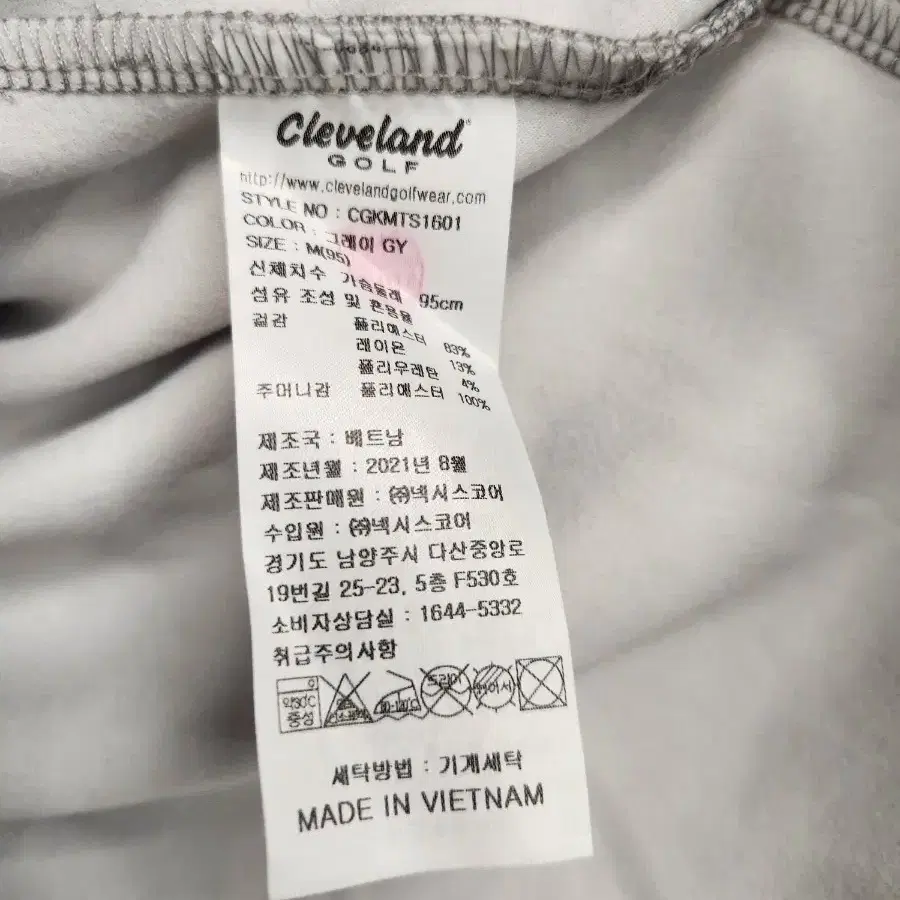 Cleveland
GOLF
http://www.clevelandgolfwear.com
STYLE NO : CGKMTS1601
COLOR : 그레이 GY
SIZE : M(95)
신체치수 가슴둘레 95cm
섬유 조성 및 혼용율
겉감 폴리에스터 83%
레이온 13%
폴리우레탄 4%
주머니감 폴리에스터 100%
제조국 : 베트남
제조년월 : 2021년 8월
제조판매원 : ㈜넥시스코어
수입원 : ㈜넥시스코어
경기도 남양주시 다산중앙로
19번길 25-23, 5층 F530호
소비자상담실 : 1644-5332
취급주의사항
약30℃
중성
드라이
세탁방법 : 기계세탁
MADE IN VIETNAM